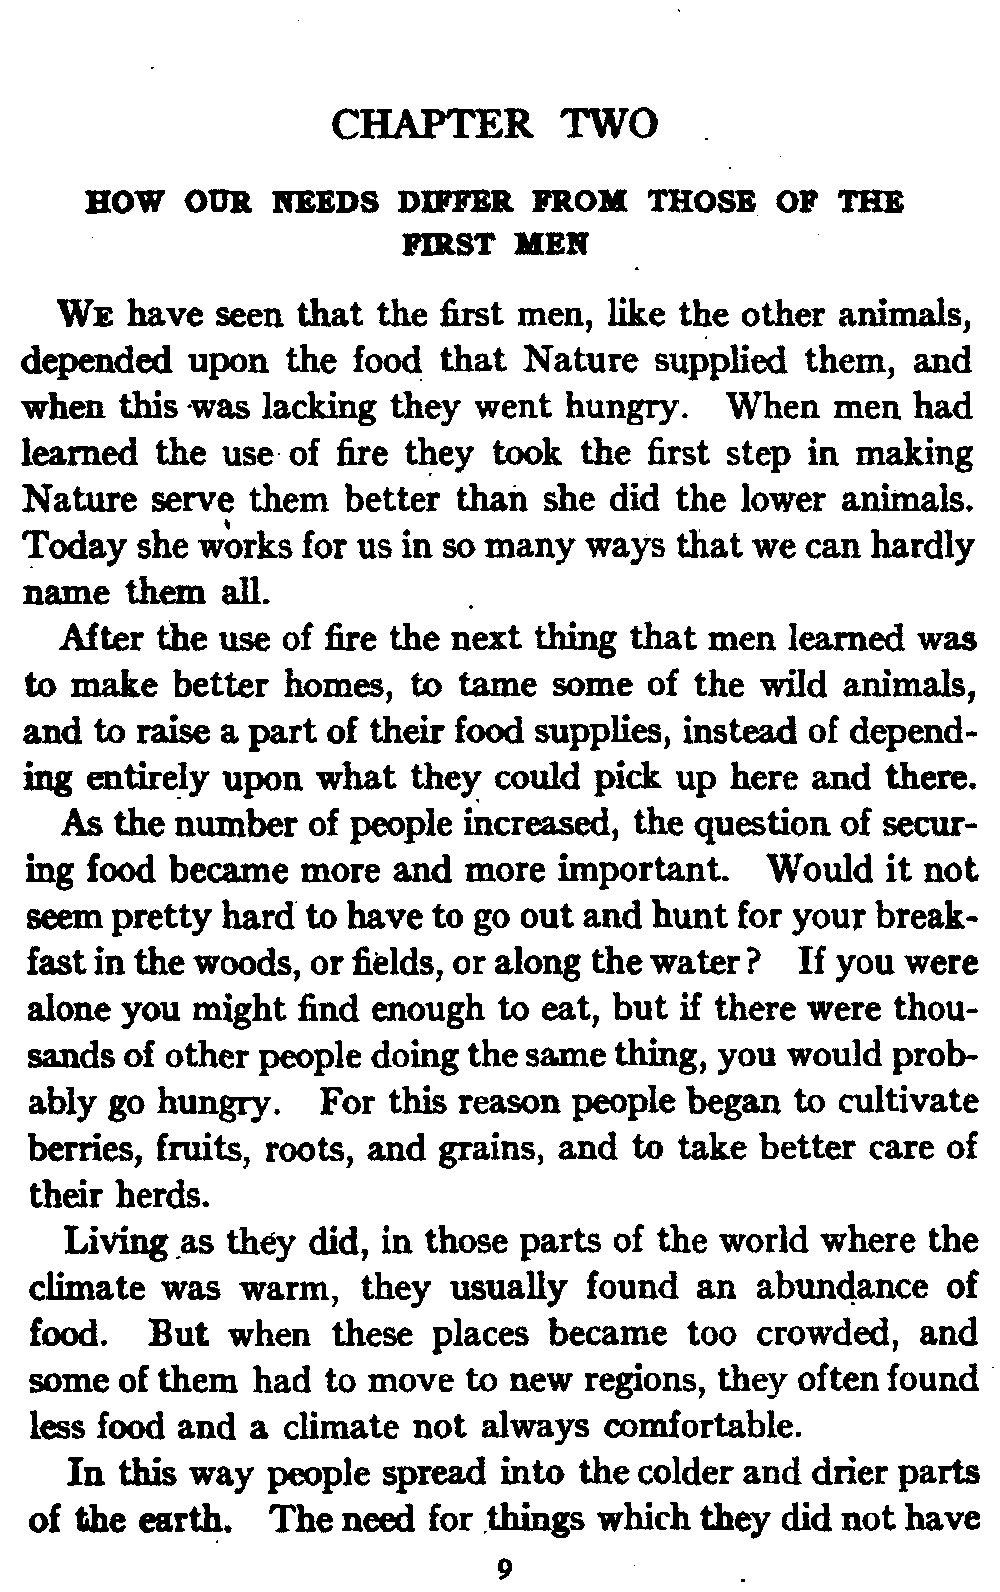 CHAPTER TWO
HOW OUR NEEDS DIFFER FROM THOSE OF THE
FIRST MEN
WE have seen that the first men, like the other animals,
depended upon the food that Nature supplied them, and
when this was lacking they went hungry. When men had
learned the use of fire they took the first step in making
Nature serve them better than she did the lower animals.
Today she works for us in so many ways that we can hardly
name them all.
After the use of fire the next thing that men learned was
to make better homes, to tame some of the wild animals,
and to raise a part of their food supplies, instead of depend-
ing entirely upon what they could pick up here and there.
As the number of people increased, the question of secur-
ing food became more and more important. Would it not
seem pretty hard to have to go out and hunt for your break-
fast in the woods, or fields, or along the water? If you were
alone you might find enough to eat, but if there were thou-
sands of other people doing the same thing, you would prob-
ably go hungry. For this reason people began to cultivate
berries, fruits, roots, and grains, and to take better care of
their herds.
Living as they did, in those parts of the world where the
climate was warm, they usually found an abundance of
food. But when these places became too crowded, and
some of them had to move to new regions, they often found
less food and a climate not always comfortable.
In this way people spread into the colder and drier parts
of the earth. The need for things which they did not have
9